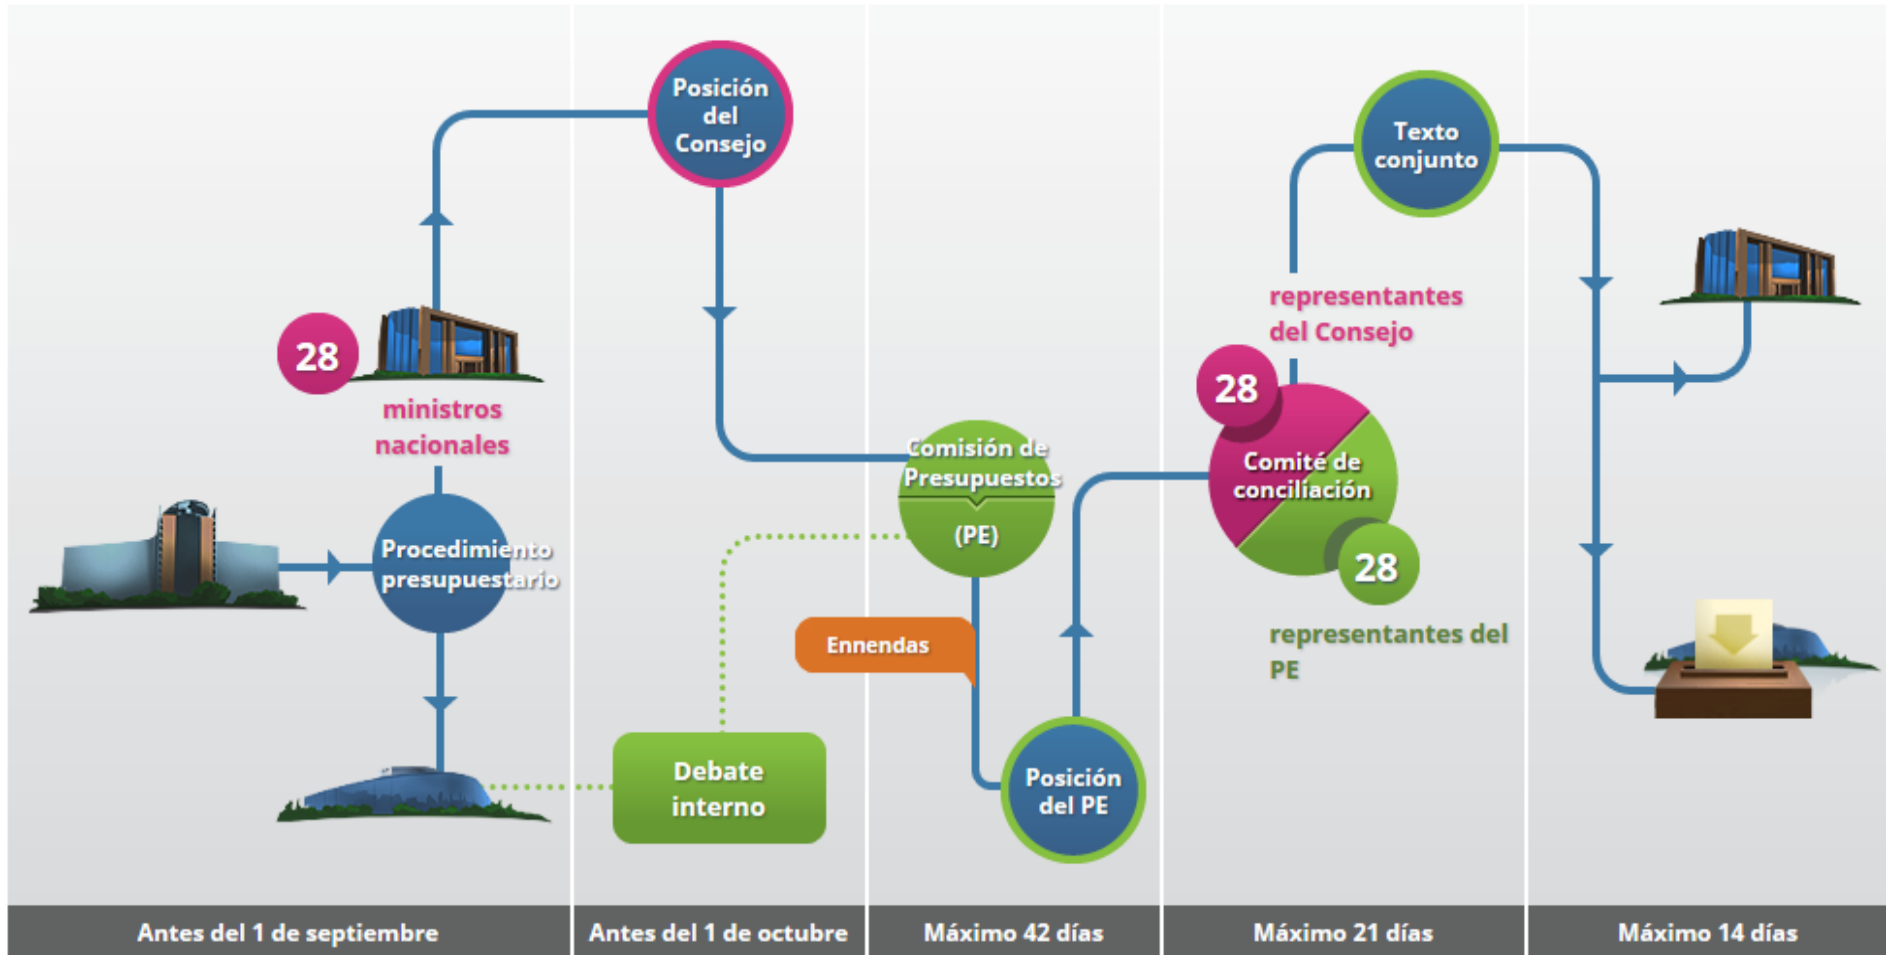 Posición
del
Consejo
28
ministros
nacionales
Procedimiento
presupuestario
Debate
interno
Comisión de
Presupuestos
(PE)
Ennendas
Posición
del PE
Texto
conjunto
representantes
del Consejo
28
Comité de
conciliación
28
representantes del
PE
Antes del 1 de septiembre
Antes del 1 de octubre
Máximo 42 días
Máximo 21 días
Máximo 14 días